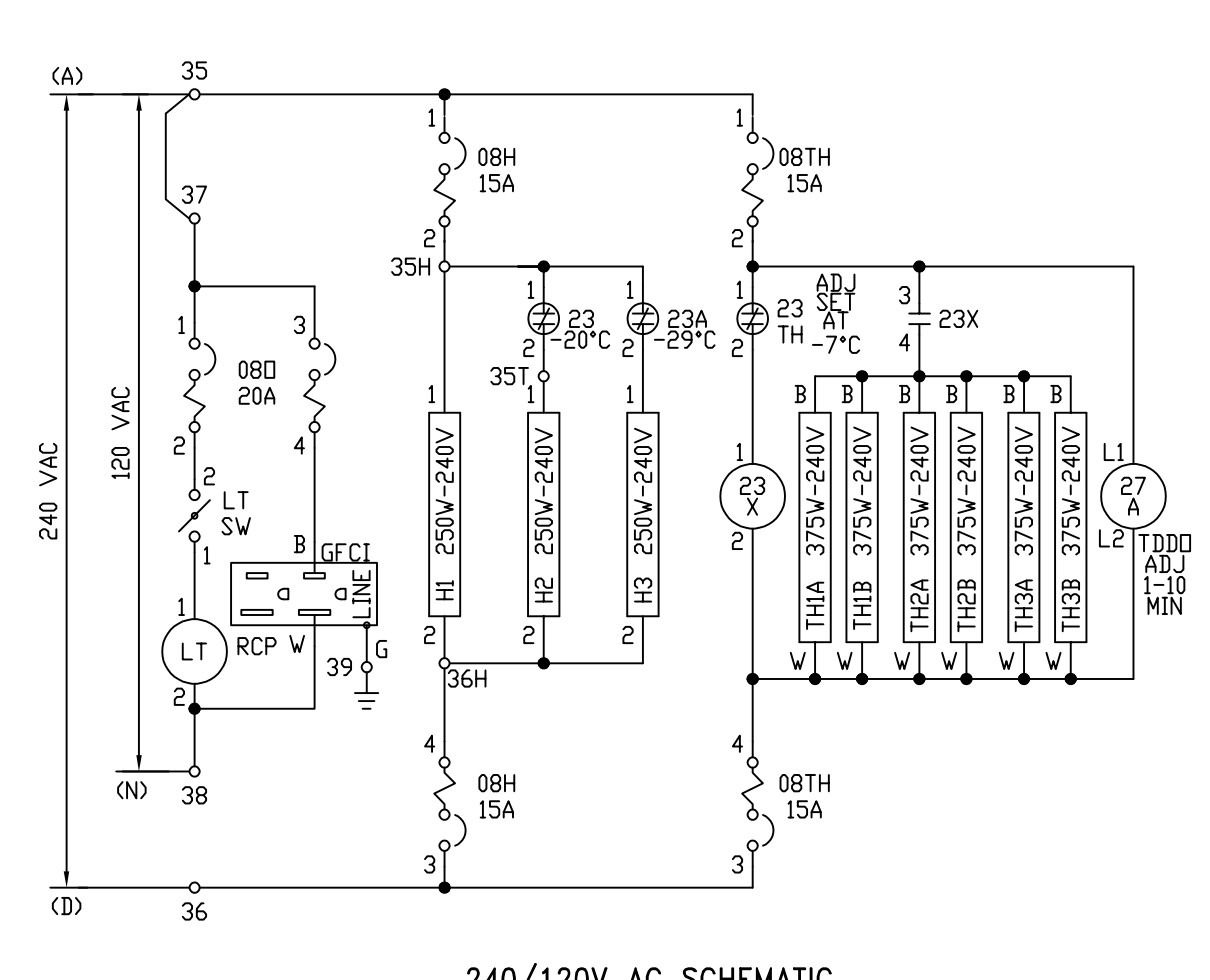 (A)
35
37
240 VAC
120 VAC
1
3
08O
20A
2
4
2
LT
SW
1
B
GFCI
LINE
1
LT
RCP
W
G
39
2
(N)
38
(D)
36
1
08H
15A
2
35H
1
23
-20°C
2
35T
1
23A
-29°C
2
1
1
1
H1 250W-240V
H2 250W-240V
H3 250W-240V
2
2
2
36H
4
08H
15A
3
1
08TH
15A
2
1
23
TH
2
ADJ
SET
AT
-7°C
3
23X
4
B
B
B
B
B
B
1
23
X
2
TH1A 375W-240V
TH1B 375W-240V
TH2A 375W-240V
TH2B 375W-240V
TH3A 375W-240V
TH3B 375W-240V
W
W
W
W
W
W
L1
27
A
L2
TDDO
ADJ
1-10
MIN
4
08TH
15A
3
240/120V AC SCHEMATIC